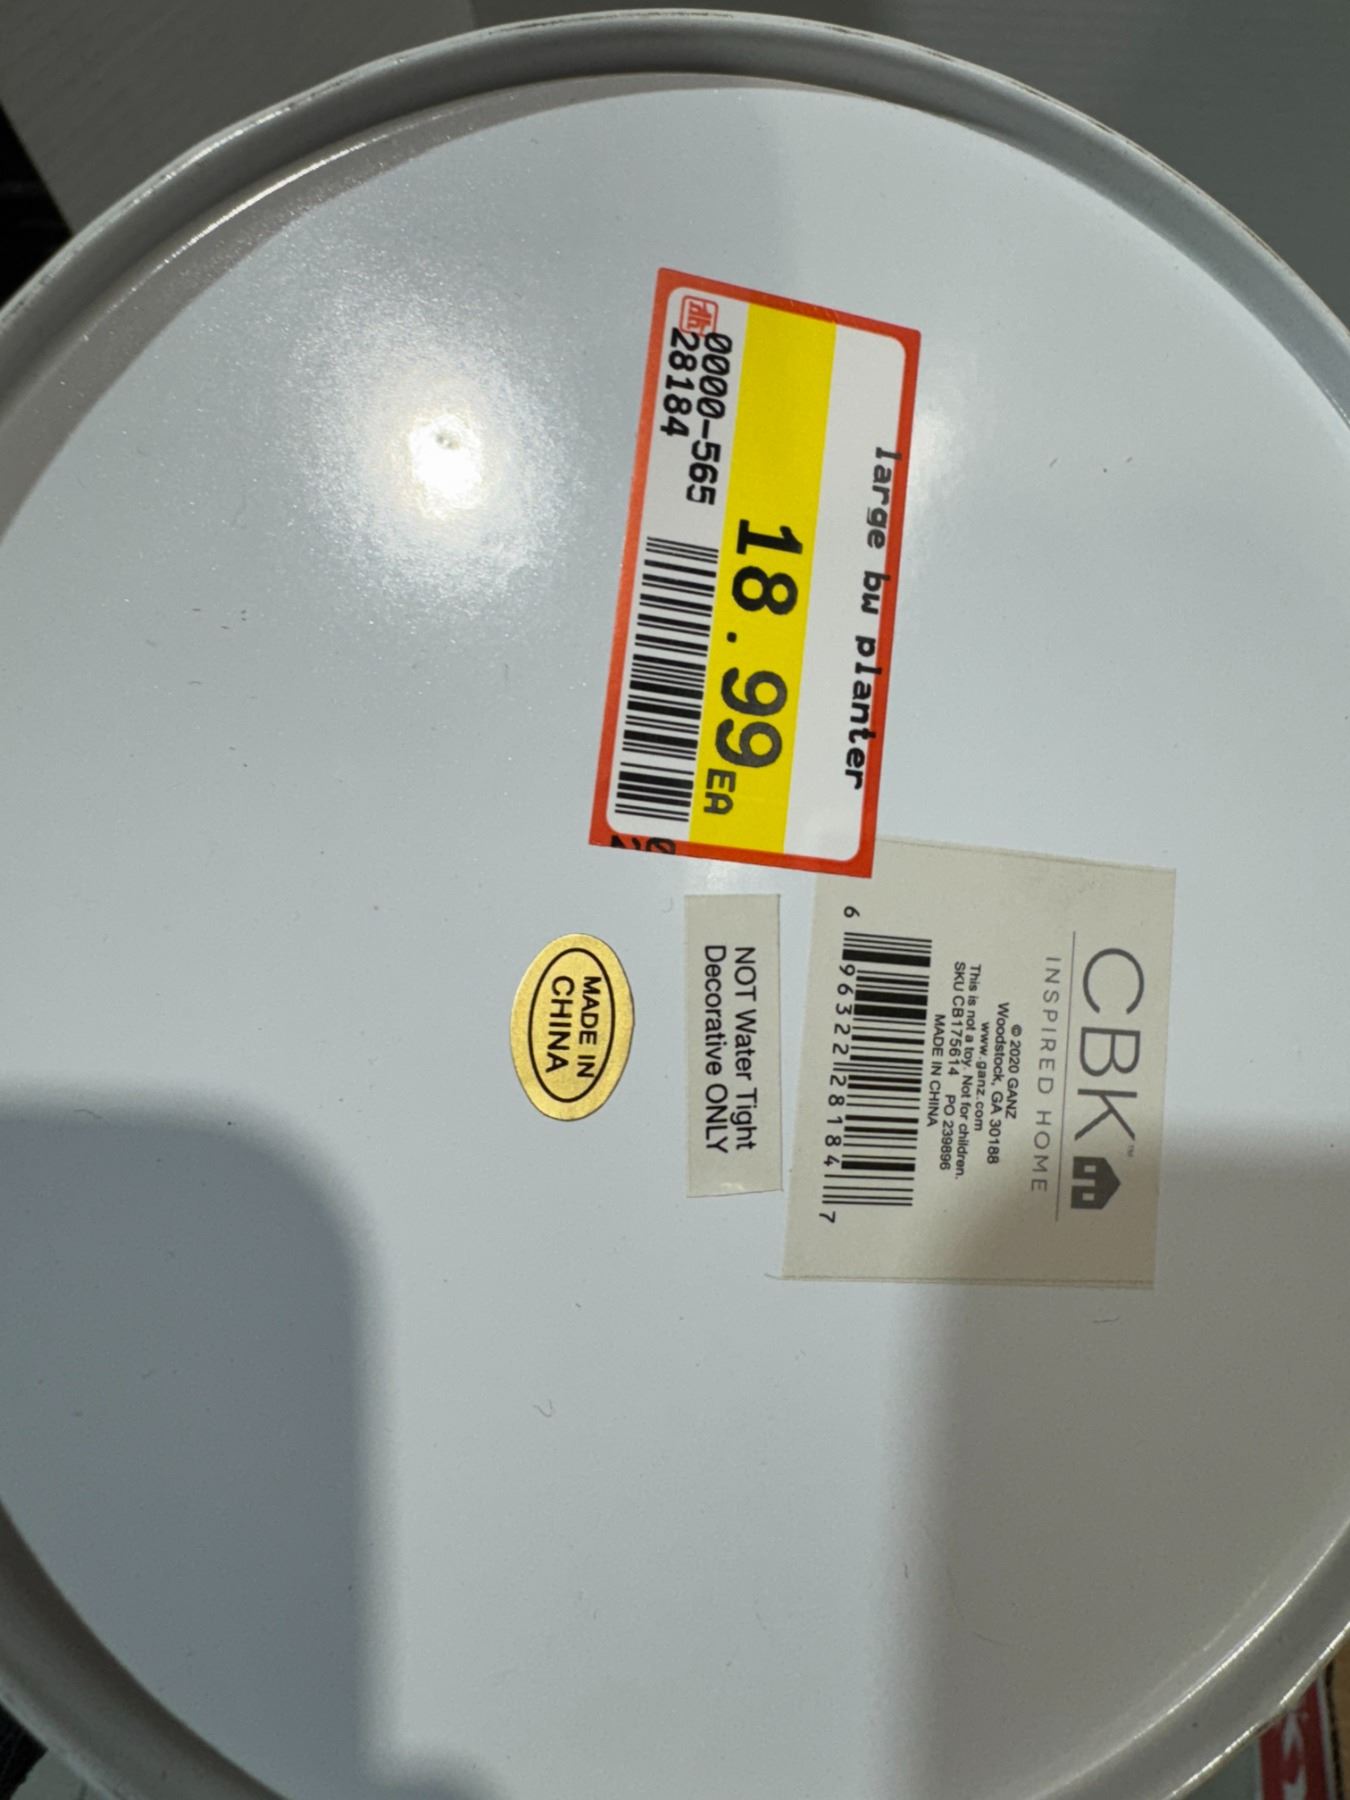 large bw planter
18.99 EA
0000-565
28184
CBK™
INSPIRED HOME
© 2020 GANZ
Woodstock, GA 30188
www.ganz.com
This is not a toy. Not for children.
SKU CB175614 PO 239896
MADE IN CHINA
6 96322 28184 7
NOT Water Tight
Decorative ONLY
MADE IN
CHINA